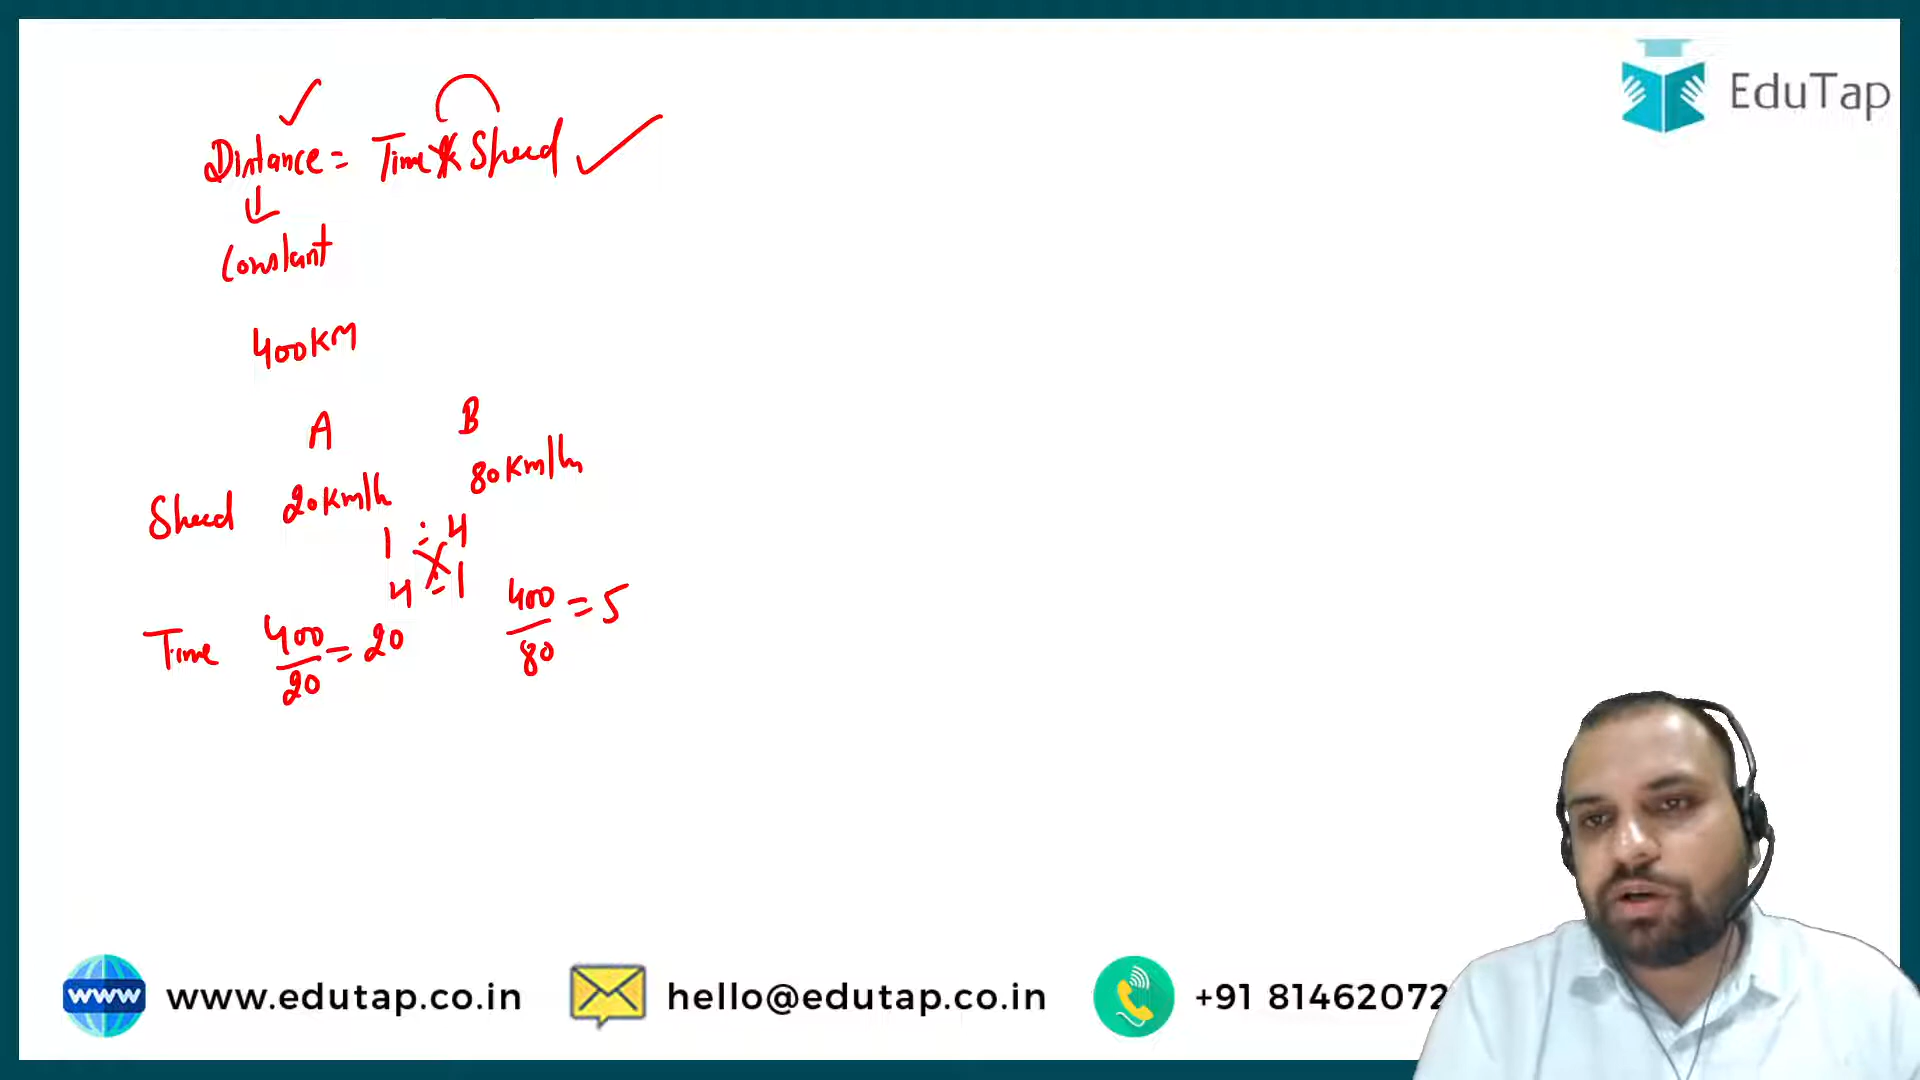 EduTap
Distance = Time * Speed
Constant
400KM
A B
Speed 20Km/h 80Km/h
1 : 4
4 : 1
Time 400/20 = 20 400/80 = 5
www www.edutap.co.in hello@edutap.co.in +91 81462072